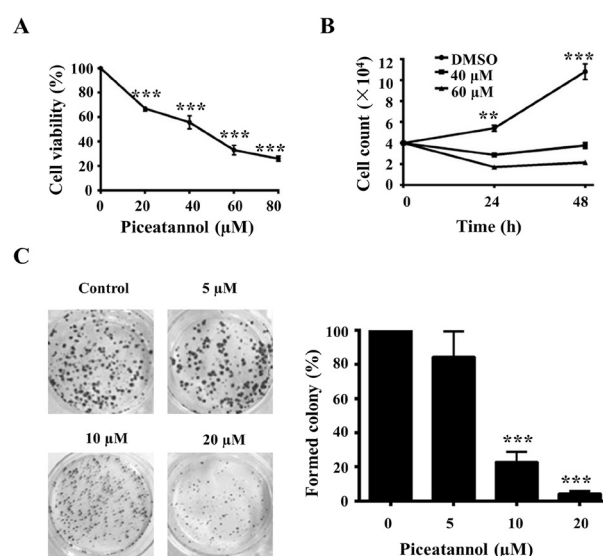 A
Cell viability (%)
100
80
60
40
20
0
***
***
***
***
0 20 40 60 80
Piceatannol (µM)
B
Cell count (×10⁴)
12
10
8
6
4
2
0
DMSO
40 µM
60 µM
**
***
0 24 48
Time (h)
C
Control 5 µM
10 µM 20 µM
Formed colony (%)
100
80
60
40
20
0
***
***
0 5 10 20
Piceatannol (µM)